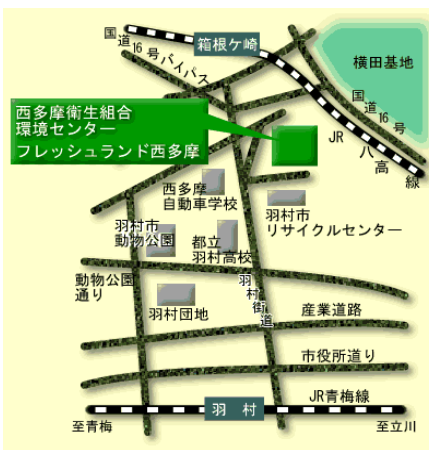 国道16号バイパス
箱根ケ崎
横田基地
国道16号
JR八高線
西多摩衛生組合
環境センター
フレッシュランド西多摩
西多摩
自動車学校
羽村市
リサイクルセンター
羽村市
動物公園
都立
羽村高校
動物公園
通り
羽村街道
羽村団地
産業道路
市役所通り
JR青梅線
羽 村
至青梅
至立川